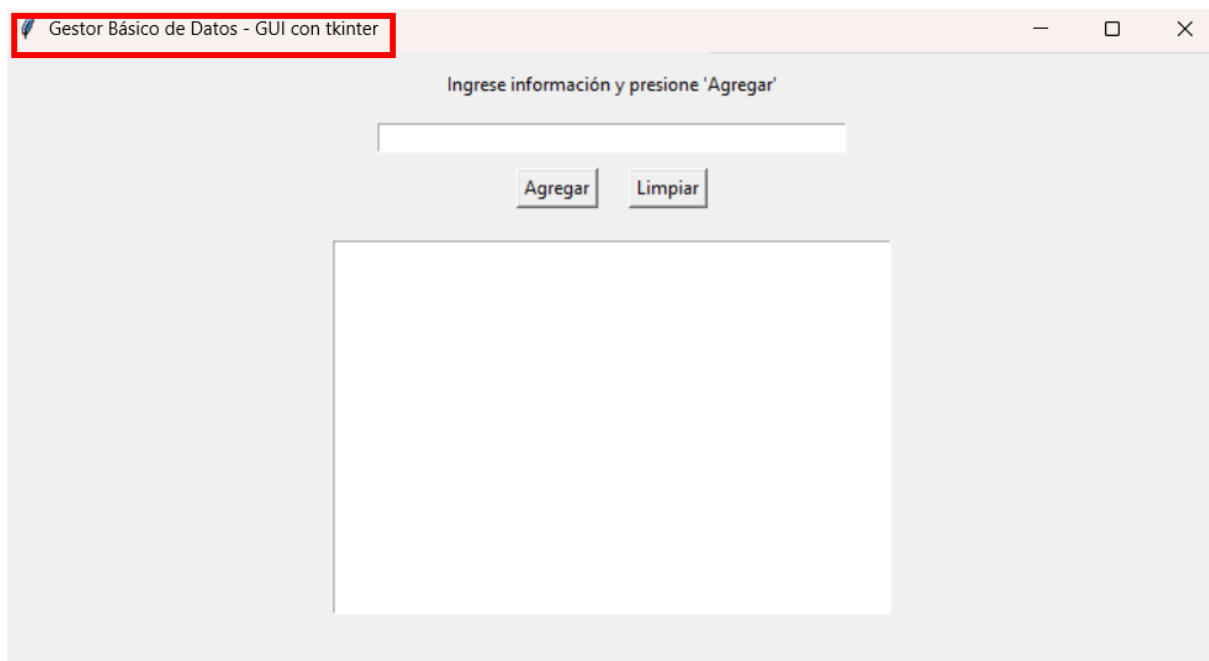 Gestor Básico de Datos - GUI con tkinter
Ingrese información y presione 'Agregar'
Agregar Limpiar